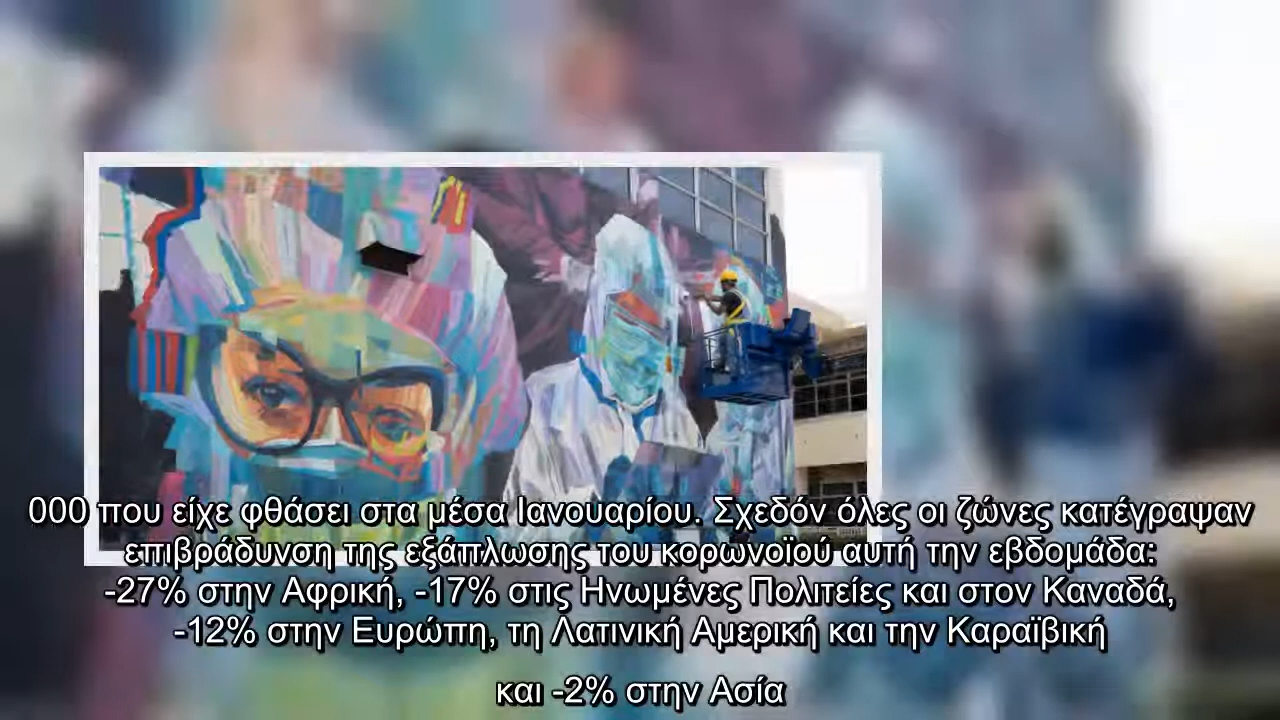 000 που είχε φθάσει στα μέσα Ιανουαρίου. Σχεδόν όλες οι ζώνες κατέγραψαν
επιβράδυνση της εξάπλωσης του κορωνοϊού αυτή την εβδομάδα:
-27% στην Αφρική, -17% στις Ηνωμένες Πολιτείες και στον Καναδά,
-12% στην Ευρώπη, τη Λατινική Αμερική και την Καραϊβική
και -2% στην Ασία